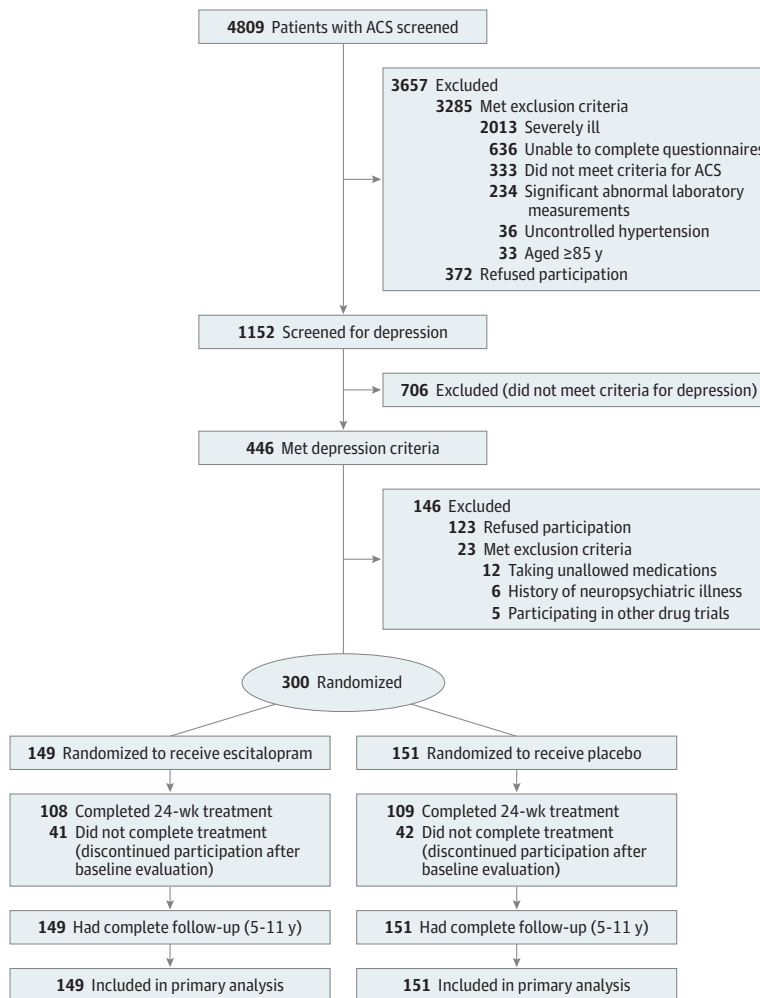 4809 Patients with ACS screened
3657 Excluded
3285 Met exclusion criteria
2013 Severely ill
636 Unable to complete questionnaires
333 Did not meet criteria for ACS
234 Significant abnormal laboratory
measurements
36 Uncontrolled hypertension
33 Aged ≥85 y
372 Refused participation
1152 Screened for depression
706 Excluded (did not meet criteria for depression)
446 Met depression criteria
146 Excluded
123 Refused participation
23 Met exclusion criteria
12 Taking unallowed medications
6 History of neuropsychiatric illness
5 Participating in other drug trials
300 Randomized
149 Randomized to receive escitalopram
151 Randomized to receive placebo
108 Completed 24-wk treatment
41 Did not complete treatment
(discontinued participation after
baseline evaluation)
109 Completed 24-wk treatment
42 Did not complete treatment
(discontinued participation after
baseline evaluation)
149 Had complete follow-up (5-11 y)
151 Had complete follow-up (5-11 y)
149 Included in primary analysis
151 Included in primary analysis